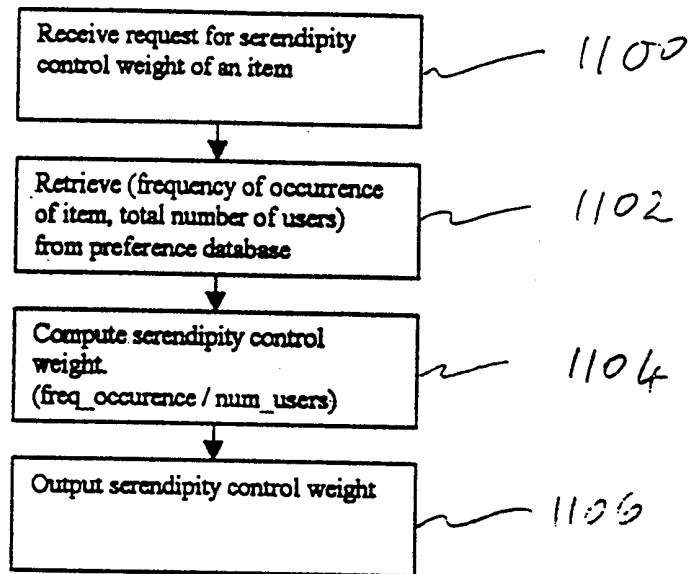 Receive request for serendipity
control weight of an item
1100
Retrieve (frequency of occurrence
of item, total number of users)
from preference database
1102
Compute serendipity control
weight.
(freq_occurence / num_users)
1104
Output serendipity control weight
1106